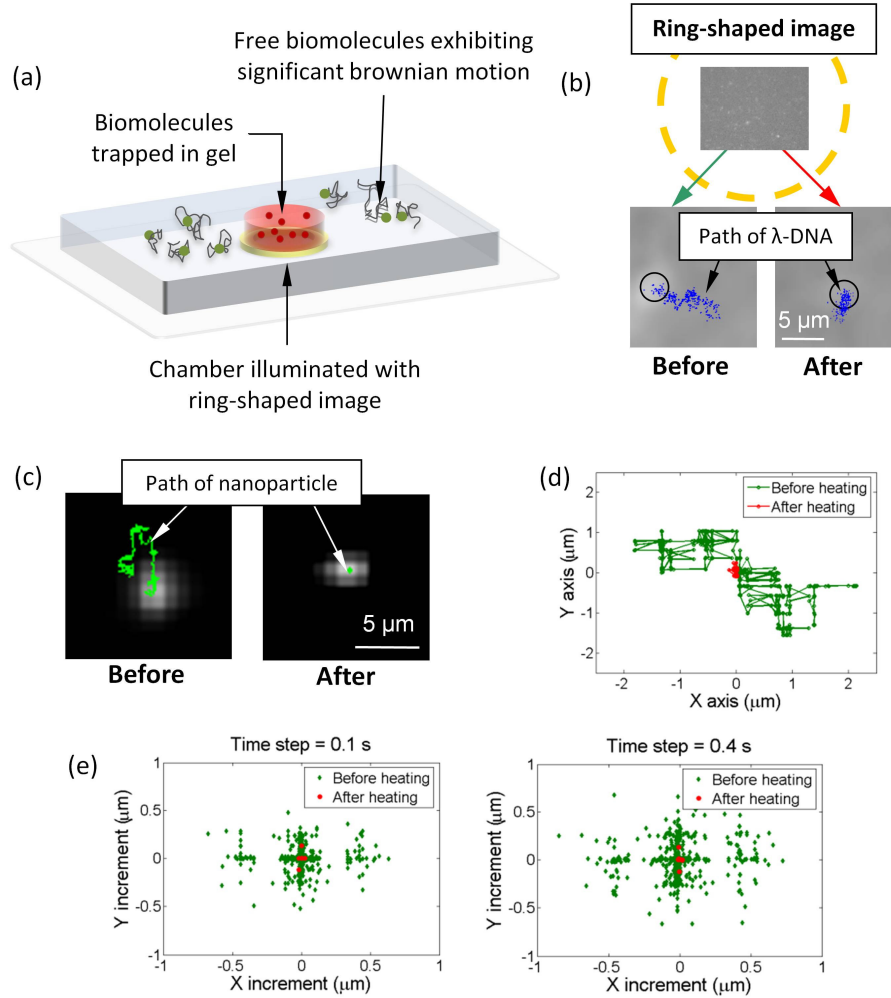 (a)
Free biomolecules exhibiting
significant brownian motion
Biomolecules
trapped in gel
Chamber illuminated with
ring-shaped image
(b)
Ring-shaped image
Path of λ-DNA
5 μm
Before
After
(c)
Path of nanoparticle
5 μm
Before
After
(d)
Before heating
After heating
Y axis (μm)
2
1
0
-1
-2
-2
-1
0
1
2
X axis (μm)
(e)
Time step = 0.1 s
Before heating
After heating
Y increment (μm)
1
0.5
0
-0.5
-1
-1
-0.5
0
0.5
1
X increment (μm)
Time step = 0.4 s
Before heating
After heating
Y increment (μm)
1
0.5
0
-0.5
-1
-1
-0.5
0
0.5
1
X increment (μm)